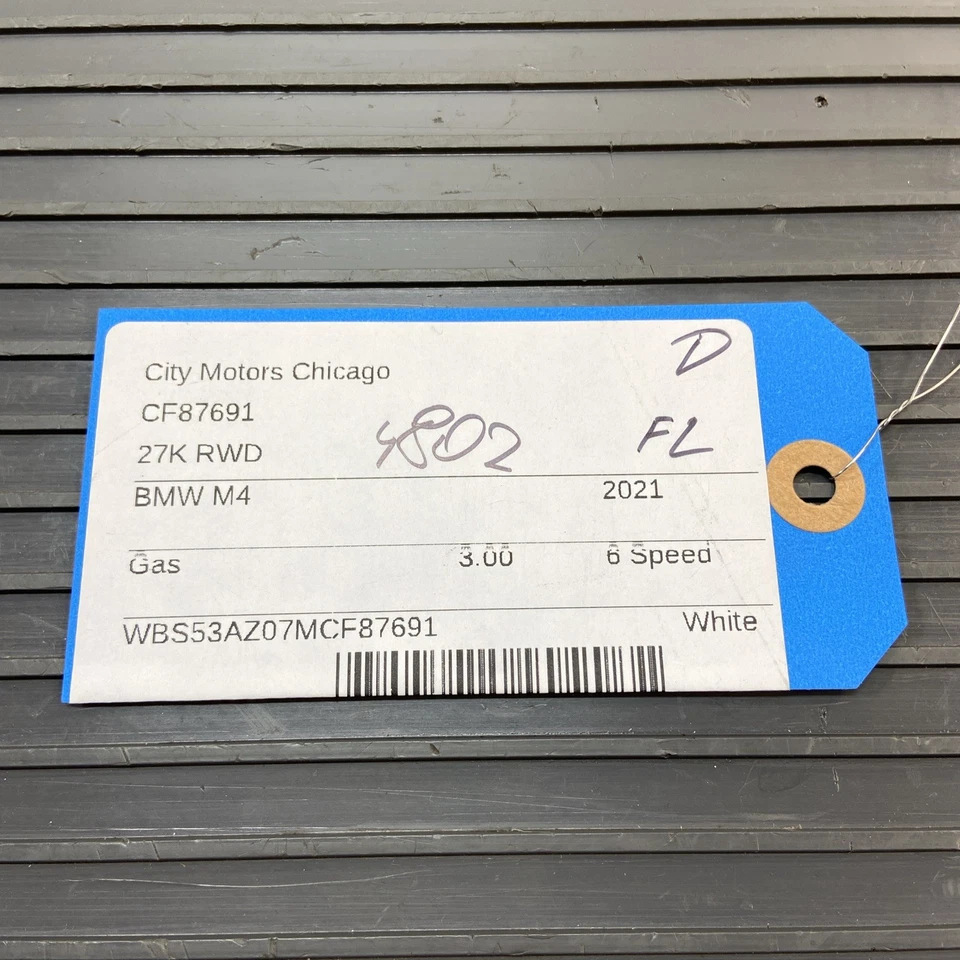 D
City Motors Chicago
CF87691
4802 FL
27K RWD
BMW M4 2021
Gas 3.00 6 Speed
WBS53AZ07MCF87691 White